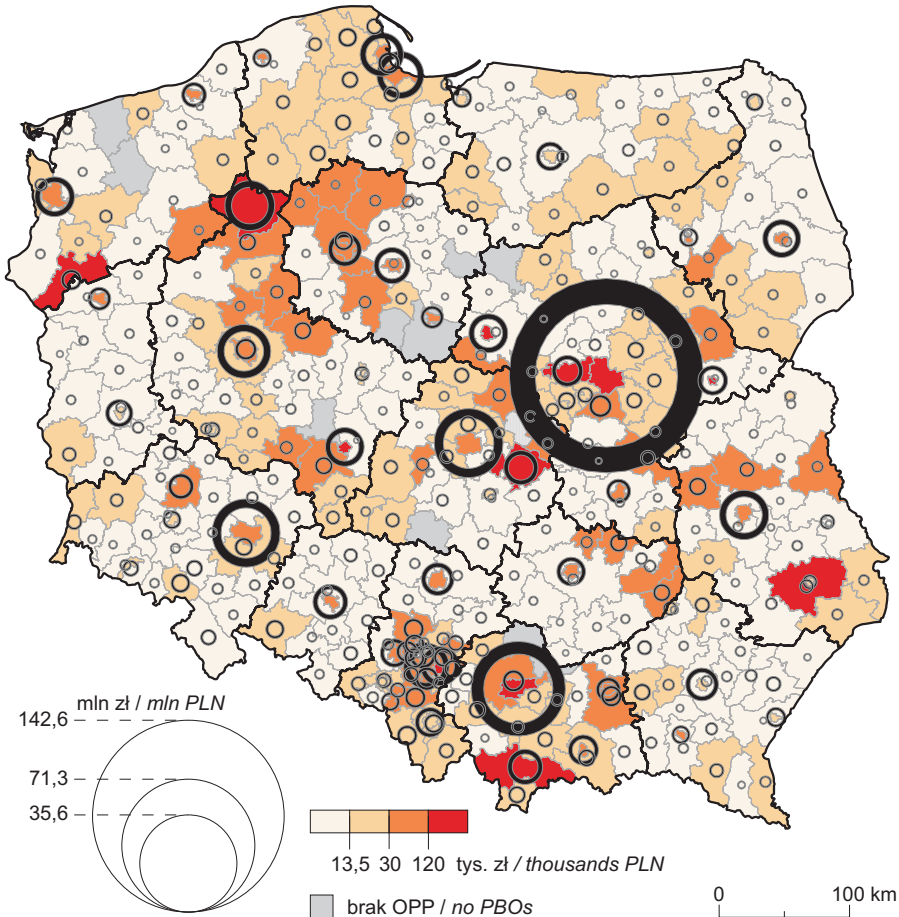 mln zł / mln PLN
142,6
71,3
35,6
13,5 30 120 tys. zł / thousands PLN
brak OPP / no PBOs
0 100 km